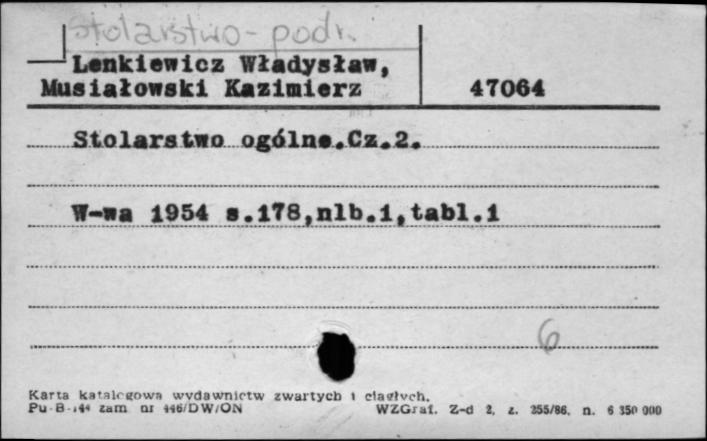 Stolarstwo - podr.
Lenkiewicz Władysław,
Musiałowski Kazimierz 47064
Stolarstwo ogólne.Cz.2.
W-wa 1954 s.178,nlb.1,tabl.1
6
Karta katalogowa wydawnictw zwartych i ciągłych.
Pu-B-144 zam nr 446/DW/ON WZGraf. Z-d 2, z. 255/86. n. 6 350 000